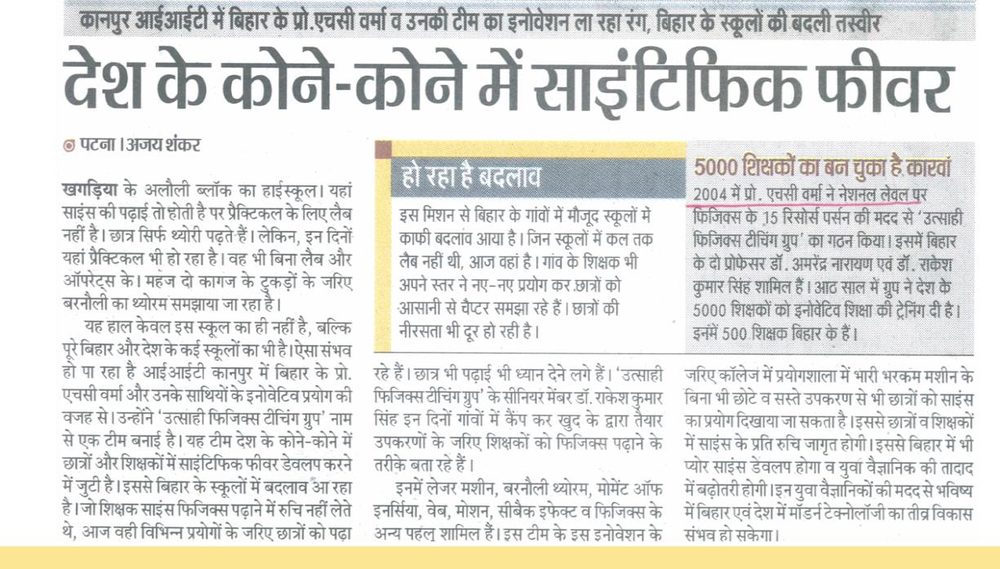 कानपुर आईआईटी में बिहार के प्रो.एचसी वर्मा व उनकी टीम का इनोवेशन ला रहा रंग, बिहार के स्कूलों की बदली तस्वीर
देश के कोने-कोने में साइंटिफिक फीवर
पटना। अजय शंकर
खगड़िया के अलौली ब्लॉक का हाईस्कूल। यहां
साइंस की पढ़ाई तो होती है पर प्रैक्टिकल के लिए लैब
नहीं है। छात्र सिर्फ थ्योरी पढ़ते हैं। लेकिन, इन दिनों
यहां प्रैक्टिकल भी हो रहा है। वह भी बिना लैब और
ऑपरेट्स के। महज दो कागज के टुकड़ों के जरिए
बरनौली का थ्योरम समझाया जा रहा है।
यह हाल केवल इस स्कूल का ही नहीं है, बल्कि
पूरे बिहार और देश के कई स्कूलों का भी है। ऐसा संभव
हो पा रहा है आईआईटी कानपुर में बिहार के प्रो.
एचसी वर्मा और उनके साथियों के इनोवेटिव प्रयोग की
वजह से। उन्होंने 'उत्साही फिजिक्स टीचिंग ग्रुप' नाम
से एक टीम बनाई है। यह टीम देश के कोने-कोने में
छात्रों और शिक्षकों में साइंटिफिक फीवर डेवलप करने
में जुटी है। इससे बिहार के स्कूलों में बदलाव आ रहा
है। जो शिक्षक साइंस फिजिक्स पढ़ाने में रुचि नहीं लेते
थे, आज वही विभिन्न प्रयोगों के जरिए छात्रों को पढ़ा
हो रहा है बदलाव
इस मिशन से बिहार के गांवों में मौजूद स्कूलों मे
काफी बदलाव आया है। जिन स्कूलों में कल तक
लैब नहीं थी, आज वहां है। गांव के शिक्षक भी
अपने स्तर ने नए-नए प्रयोग कर छात्रों को
आसानी से चैप्टर समझा रहे हैं। छात्रों की
नीरसता भी दूर हो रही है।
5000 शिक्षकों का बन चुका है कारवां
2004 में प्रो. एचसी वर्मा ने नेशनल लेवल पर
फिजिक्स के 15 रिसोर्स पर्सन की मदद से 'उत्साही
फिजिक्स टीचिंग ग्रुप' का गठन किया। इसमें बिहार
के दो प्रोफेसर डॉ. अमरेंद्र नारायण एवं डॉ. राकेश
कुमार सिंह शामिल हैं। आठ साल में ग्रुप ने देश के
5000 शिक्षकों को इनोवेटिव शिक्षा की ट्रेनिंग दी है।
इनमें 500 शिक्षक बिहार के हैं।
रहे हैं। छात्र भी पढ़ाई भी ध्यान देने लगे हैं। 'उत्साही
फिजिक्स टीचिंग ग्रुप' के सीनियर मेंबर डॉ. राकेश कुमार
सिंह इन दिनों गांवों में कैंप कर खुद के द्वारा तैयार
उपकरणों के जरिए शिक्षकों को फिजिक्स पढ़ाने के
तरीके बता रहे हैं।
इनमें लेजर मशीन, बरनौली थ्योरम, मोमेंट ऑफ
इनर्सिया, वेब, मोशन, सीबैक इफेक्ट व फिजिक्स के
अन्य पहलू शामिल हैं। इस टीम के इस इनोवेशन के
जरिए कॉलेज में प्रयोगशाला में भारी भरकम मशीन के
बिना भी छोटे व सस्ते उपकरण से भी छात्रों को साइंस
का प्रयोग दिखाया जा सकता है। इससे छात्रों व शिक्षकों
में साइंस के प्रति रुचि जागृत होगी। इससे बिहार में भी
प्योर साइंस डेवलप होगा व युवा वैज्ञानिक की तादाद
में बढ़ोतरी होगी। इन युवा वैज्ञानिकों की मदद से भविष्य
में बिहार एवं देश में मॉडर्न टेक्नोलॉजी का तीव्र विकास
संभव हो सकेगा।